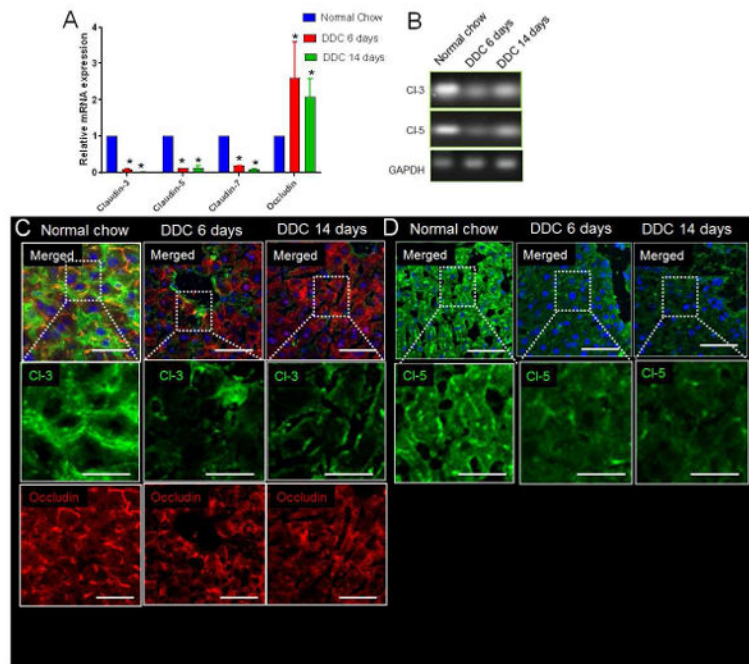 A
Relative mRNA expression
4
3
2
1
0
Normal Chow
DDC 6 days
DDC 14 days
* * * * * * * *
Claudin-3
Claudin-5
Claudin-7
Occludin
B
Normal chow
DDC 6 days
DDC 14 days
Cl-3
Cl-5
GAPDH
C
Normal chow DDC 6 days DDC 14 days
Merged Merged Merged
Cl-3 Cl-3 Cl-3
Occludin Occludin Occludin
D
Normal chow DDC 6 days DDC 14 days
Merged Merged Merged
Cl-5 Cl-5 Cl-5